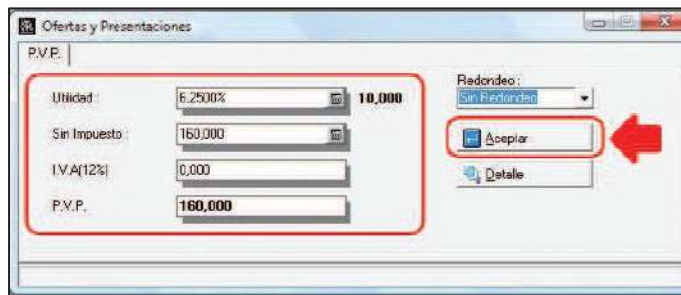 Ofertas y Presentaciones
P.V.P.
Utilidad : 6.2500% 10,000
Sin Impuesto : 160,000
I.V.A(12%) 0,000
P.V.P. 160,000
Redondeo :
Sin Redondeo
Aceptar
Detalle